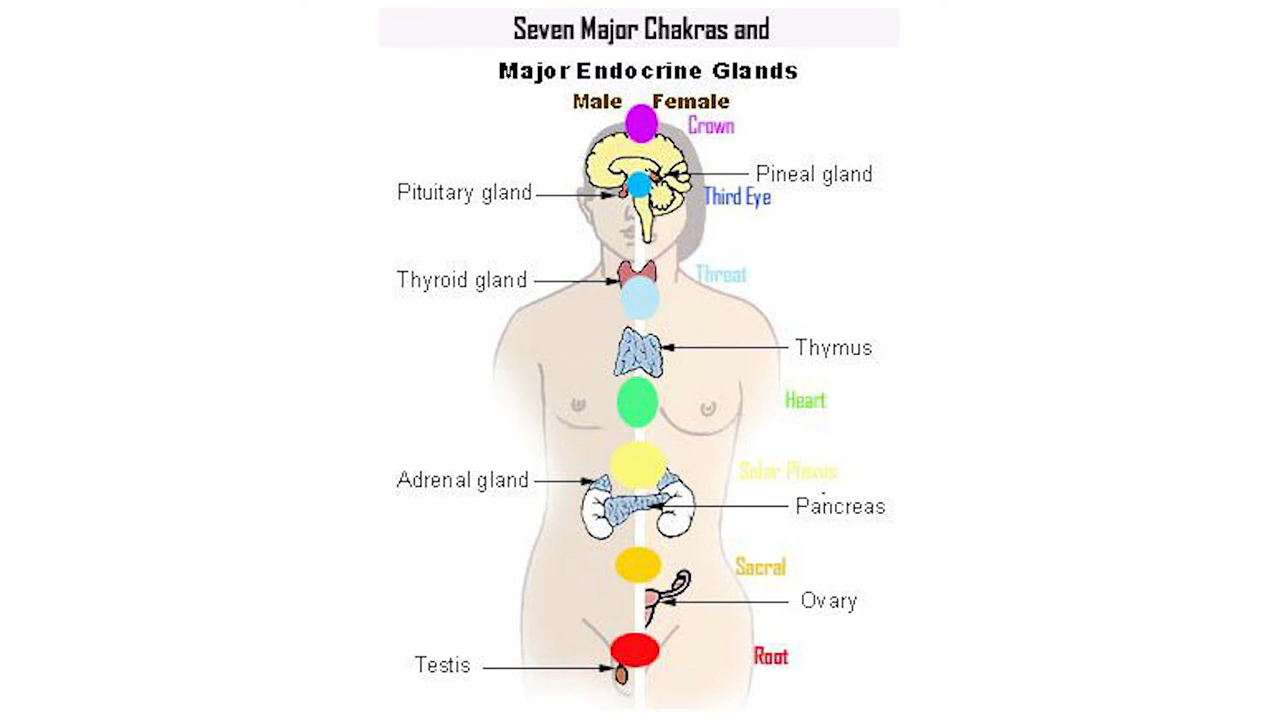 Seven Major Chakras and
Major Endocrine Glands
Male Female
Crown
Pineal gland
Pituitary gland
Third Eye
Thyroid gland
Throat
Thymus
Heart
Adrenal gland
Solar Plexus
Pancreas
Sacral
Ovary
Testis
Root